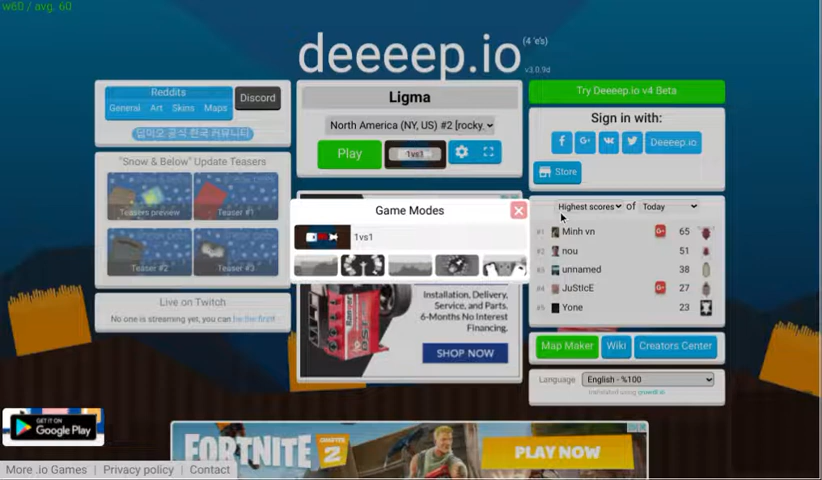 w60 / avg. 60
deeeep.io
(4 'e's)
v3.0.9d
Reddits
General Art Skins Maps
Discord
딥아오 공식 한국 커뮤니티
Ligma
North America (NY, US) #2 [rocky
Play
1vs1
Try Deeeep.io v4 Beta
Sign in with:
Deeeep.io
Store
"Snow & Below" Update Teasers
Teasers preview
Teaser #1
Teaser #2
Teaser #3
Game Modes
1vs1
Highest scores of Today
#1 Minh vn 65
#2 nou 51
#3 unnamed 38
#4 JuStIcE 27
#5 Yone 23
Live on Twitch
No one is streaming yet, you can be the first!
Installation, Delivery,
Service, and Parts.
6-Months No Interest
Financing.
SHOP NOW
Ranger
Map Maker
Wiki
Creators Center
Language English - %100
translated using crowdl.io
GET IT ON
Google Play
FORTNITE
CHAPTER
2
PLAY NOW
More .io Games | Privacy policy | Contact